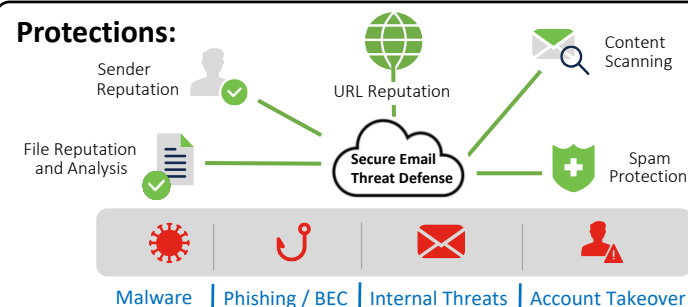 Protections:
Sender
Reputation
URL Reputation
Content
Scanning
File Reputation
and Analysis
Secure Email
Threat Defense
Spam
Protection
Malware
Phishing / BEC
Internal Threats
Account Takeover